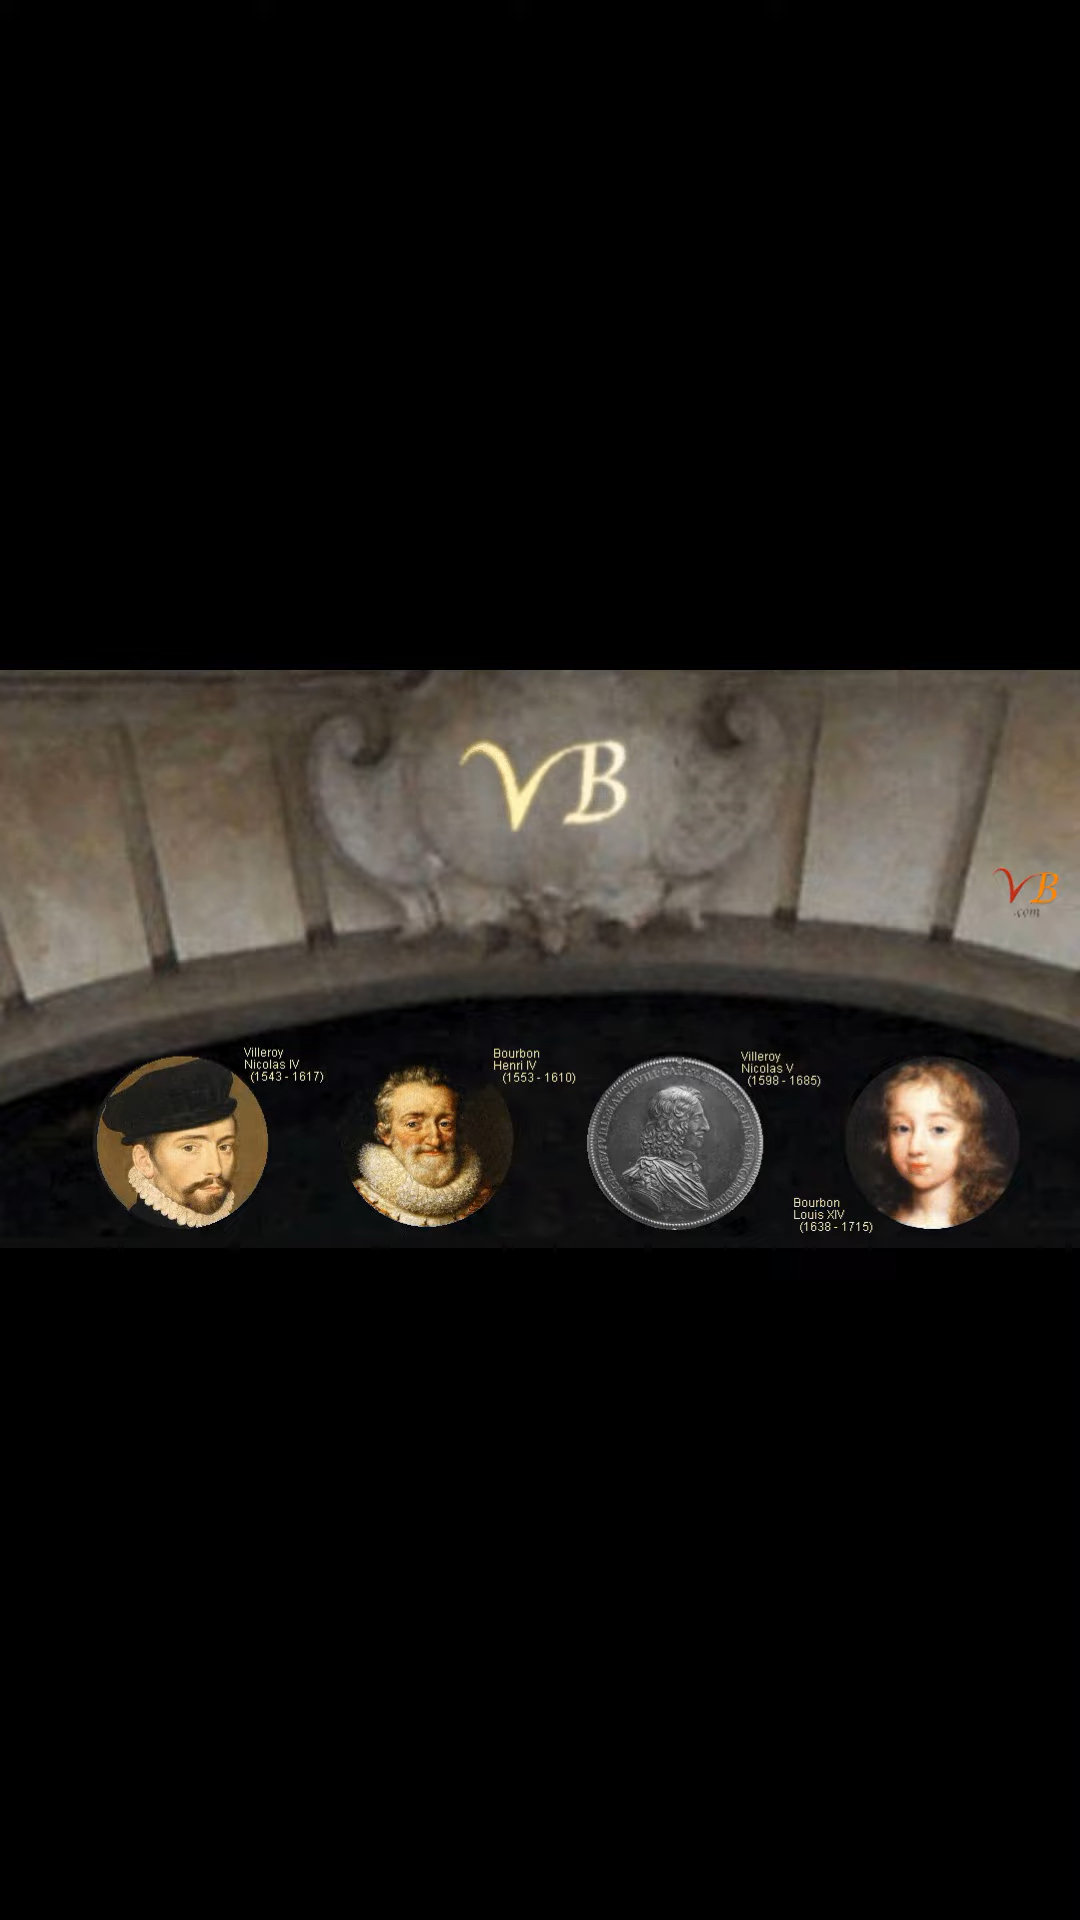 VB
VB
.com
Villeroy
Nicolas IV
(1543 - 1617)
Bourbon
Henri IV
(1553 - 1610)
Villeroy
Nicolas V
(1598 - 1685)
Bourbon
Louis XIV
(1638 - 1715)